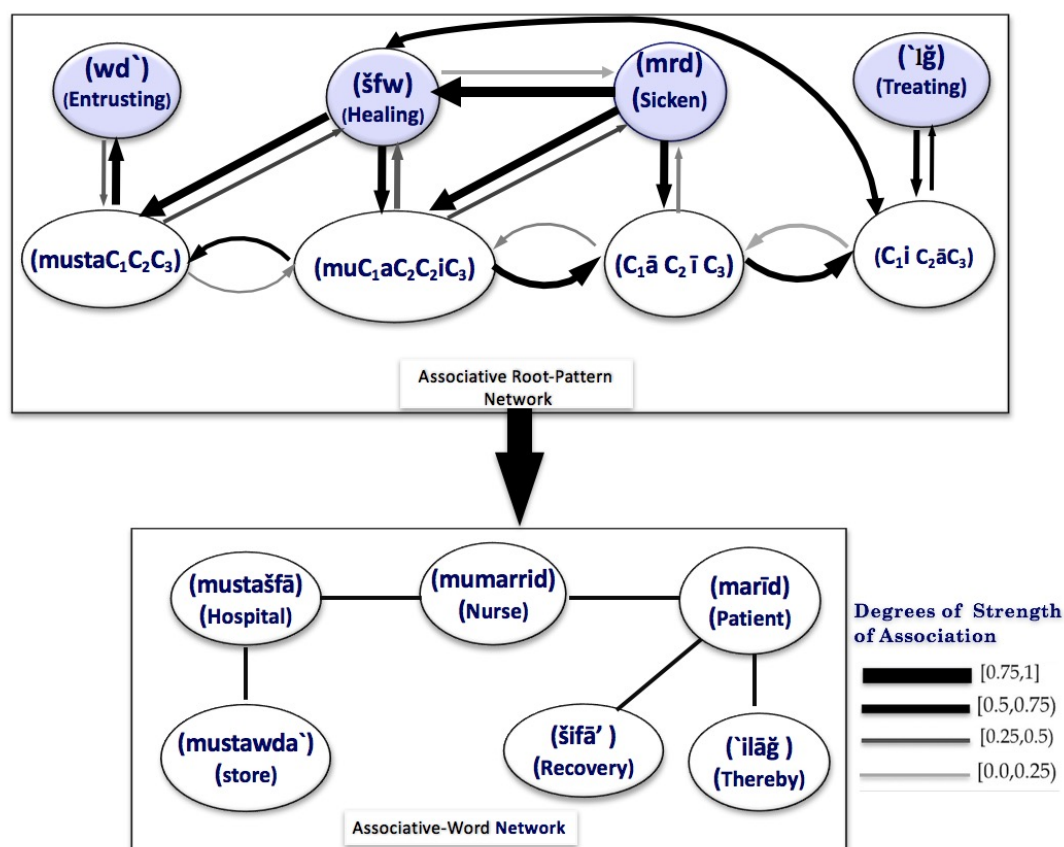 (wd`)
(Entrusting)
(šfw)
(Healing)
(mrd)
(Sicken)
(`lğ)
(Treating)
(mustaC₁C₂C₃)
(muC₁aC₂C₂iC₃)
(C₁ā C₂ ī C₃)
(C₁i C₂āC₃)
Associative Root-Pattern
Network
(mustašfā)
(Hospital)
(mumarrid)
(Nurse)
(marīd)
(Patient)
(mustawda`)
(store)
(šifā’ )
(Recovery)
(`ilāğ )
(Thereby)
Associative-Word Network
Degrees of Strength
of Association
[0.75,1]
[0.5,0.75)
[0.25,0.5)
[0.0,0.25)